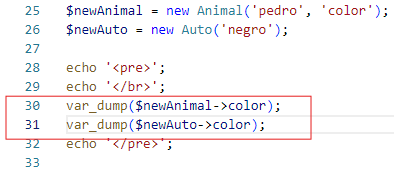 25 $newAnimal = new Animal('pedro', 'color');
26 $newAuto = new Auto('negro');
27
28 echo '<pre>';
29 echo '</br>';
30 var_dump($newAnimal->color);
31 var_dump($newAuto->color);
32 echo '</pre>';
33